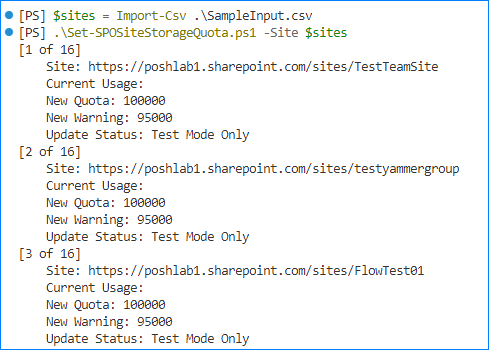 [PS] $sites = Import-Csv .\SampleInput.csv
[PS] .\Set-SPOSiteStorageQuota.ps1 -Site $sites
[1 of 16]
    Site: https://poshlab1.sharepoint.com/sites/TestTeamSite
    Current Usage:
    New Quota: 100000
    New Warning: 95000
    Update Status: Test Mode Only
[2 of 16]
    Site: https://poshlab1.sharepoint.com/sites/testyammergroup
    Current Usage:
    New Quota: 100000
    New Warning: 95000
    Update Status: Test Mode Only
[3 of 16]
    Site: https://poshlab1.sharepoint.com/sites/FlowTest01
    Current Usage:
    New Quota: 100000
    New Warning: 95000
    Update Status: Test Mode Only